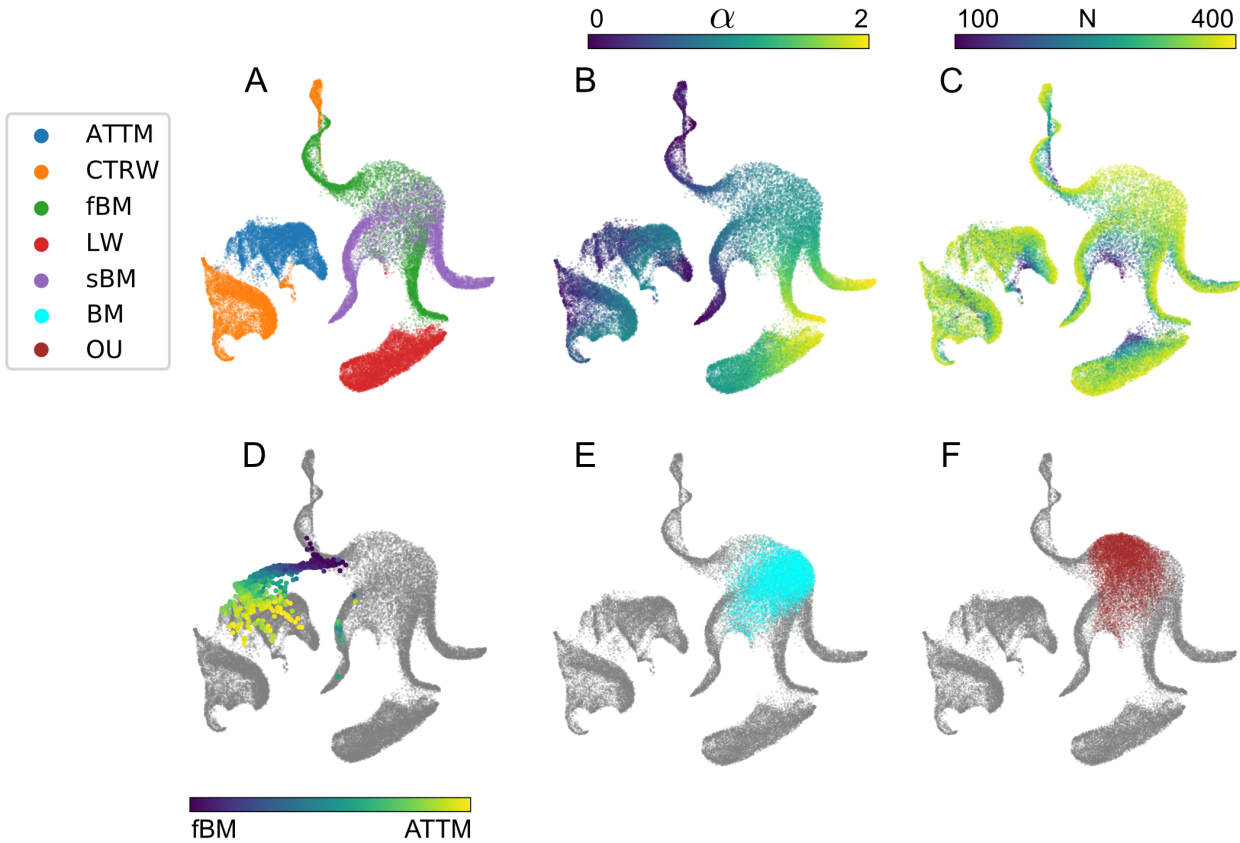 0 α 2
100 N 400
A B C
ATTM
CTRW
fBM
LW
sBM
BM
OU
D E F
fBM ATTM